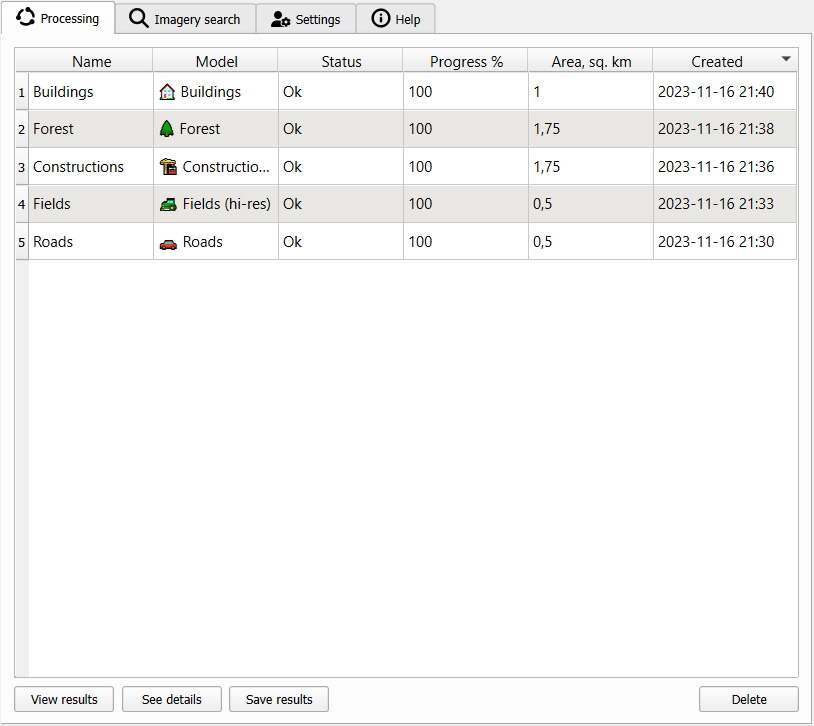 Processing Imagery search Settings Help
Name Model Status Progress % Area, sq. km Created
1 Buildings Buildings Ok 100 1 2023-11-16 21:40
2 Forest Forest Ok 100 1,75 2023-11-16 21:38
3 Constructions Constructio... Ok 100 1,75 2023-11-16 21:36
4 Fields Fields (hi-res) Ok 100 0,5 2023-11-16 21:33
5 Roads Roads Ok 100 0,5 2023-11-16 21:30
View results See details Save results Delete